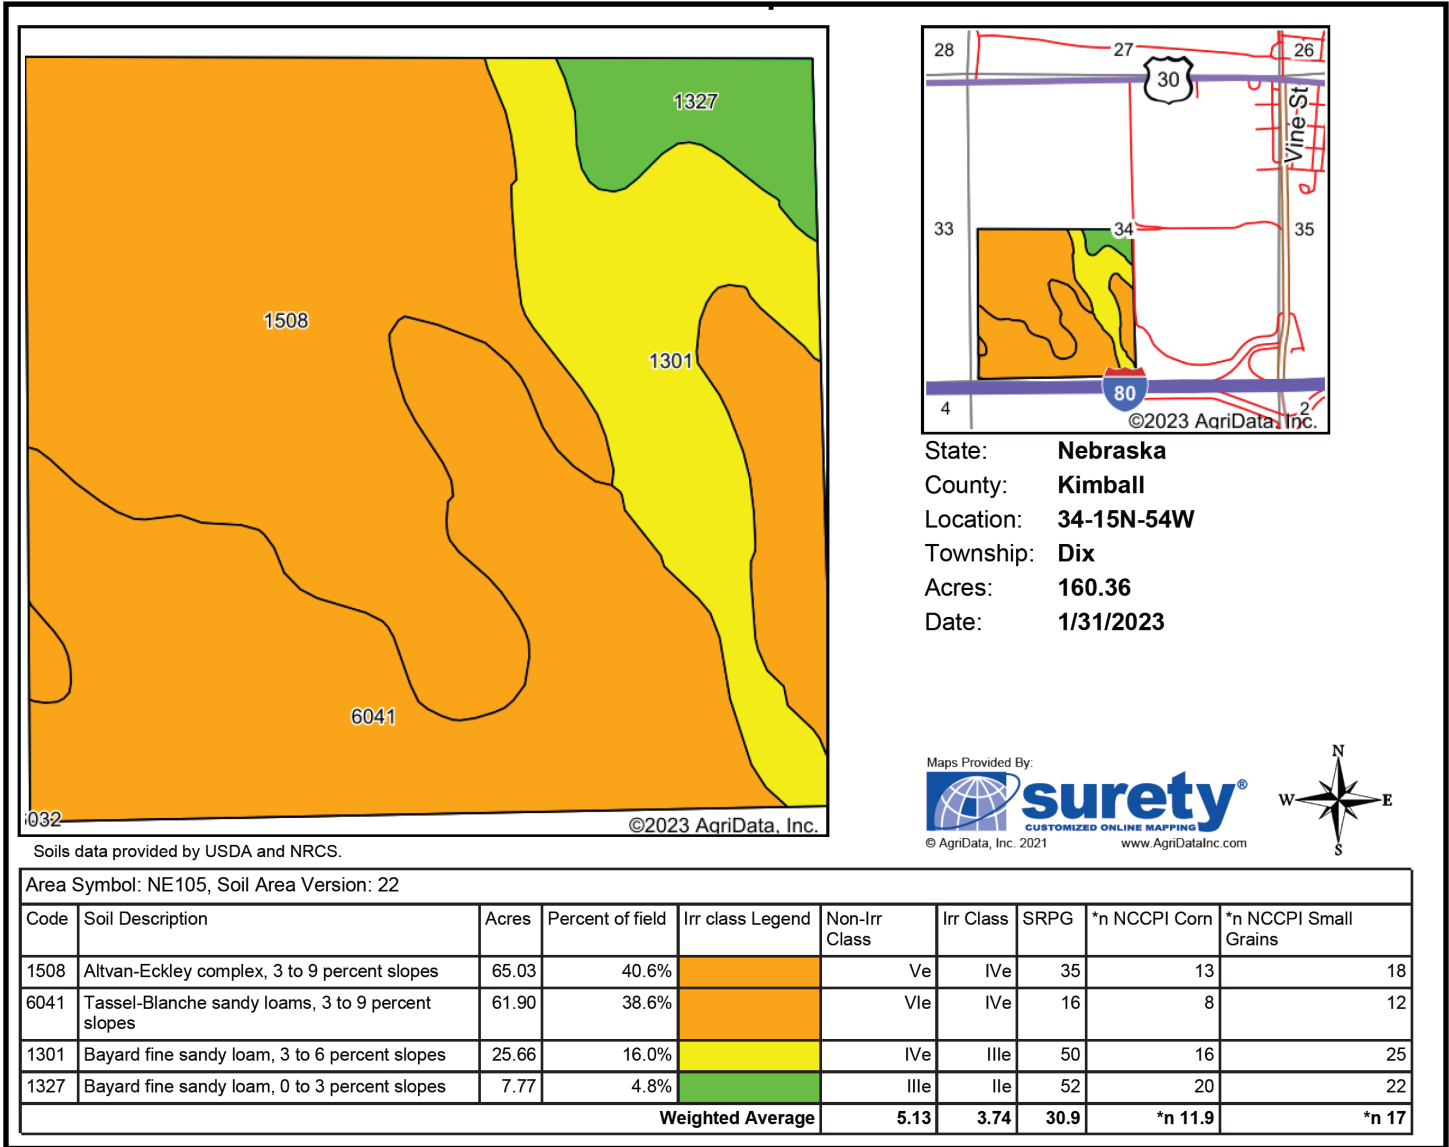 1327
1508
1301
6041
6032
©2023 AgriData, Inc.
28
27
26
30
Vine St
33
34
35
4
80
2
©2023 AgriData, Inc.
State: Nebraska
County: Kimball
Location: 34-15N-54W
Township: Dix
Acres: 160.36
Date: 1/31/2023
Maps Provided By:
surety®
CUSTOMIZED ONLINE MAPPING
© AgriData, Inc. 2021 www.AgriDataInc.com
N
W E
S
Soils data provided by USDA and NRCS.
Area Symbol: NE105, Soil Area Version: 22
Code Soil Description Acres Percent of field Irr class Legend Non-Irr Class Irr Class SRPG *n NCCPI Corn *n NCCPI Small Grains
1508 Altvan-Eckley complex, 3 to 9 percent slopes 65.03 40.6% Ve IVe 35 13 18
6041 Tassel-Blanche sandy loams, 3 to 9 percent slopes 61.90 38.6% VIe IVe 16 8 12
1301 Bayard fine sandy loam, 3 to 6 percent slopes 25.66 16.0% IVe IIIe 50 16 25
1327 Bayard fine sandy loam, 0 to 3 percent slopes 7.77 4.8% IIIe IIe 52 20 22
Weighted Average 5.13 3.74 30.9 *n 11.9 *n 17